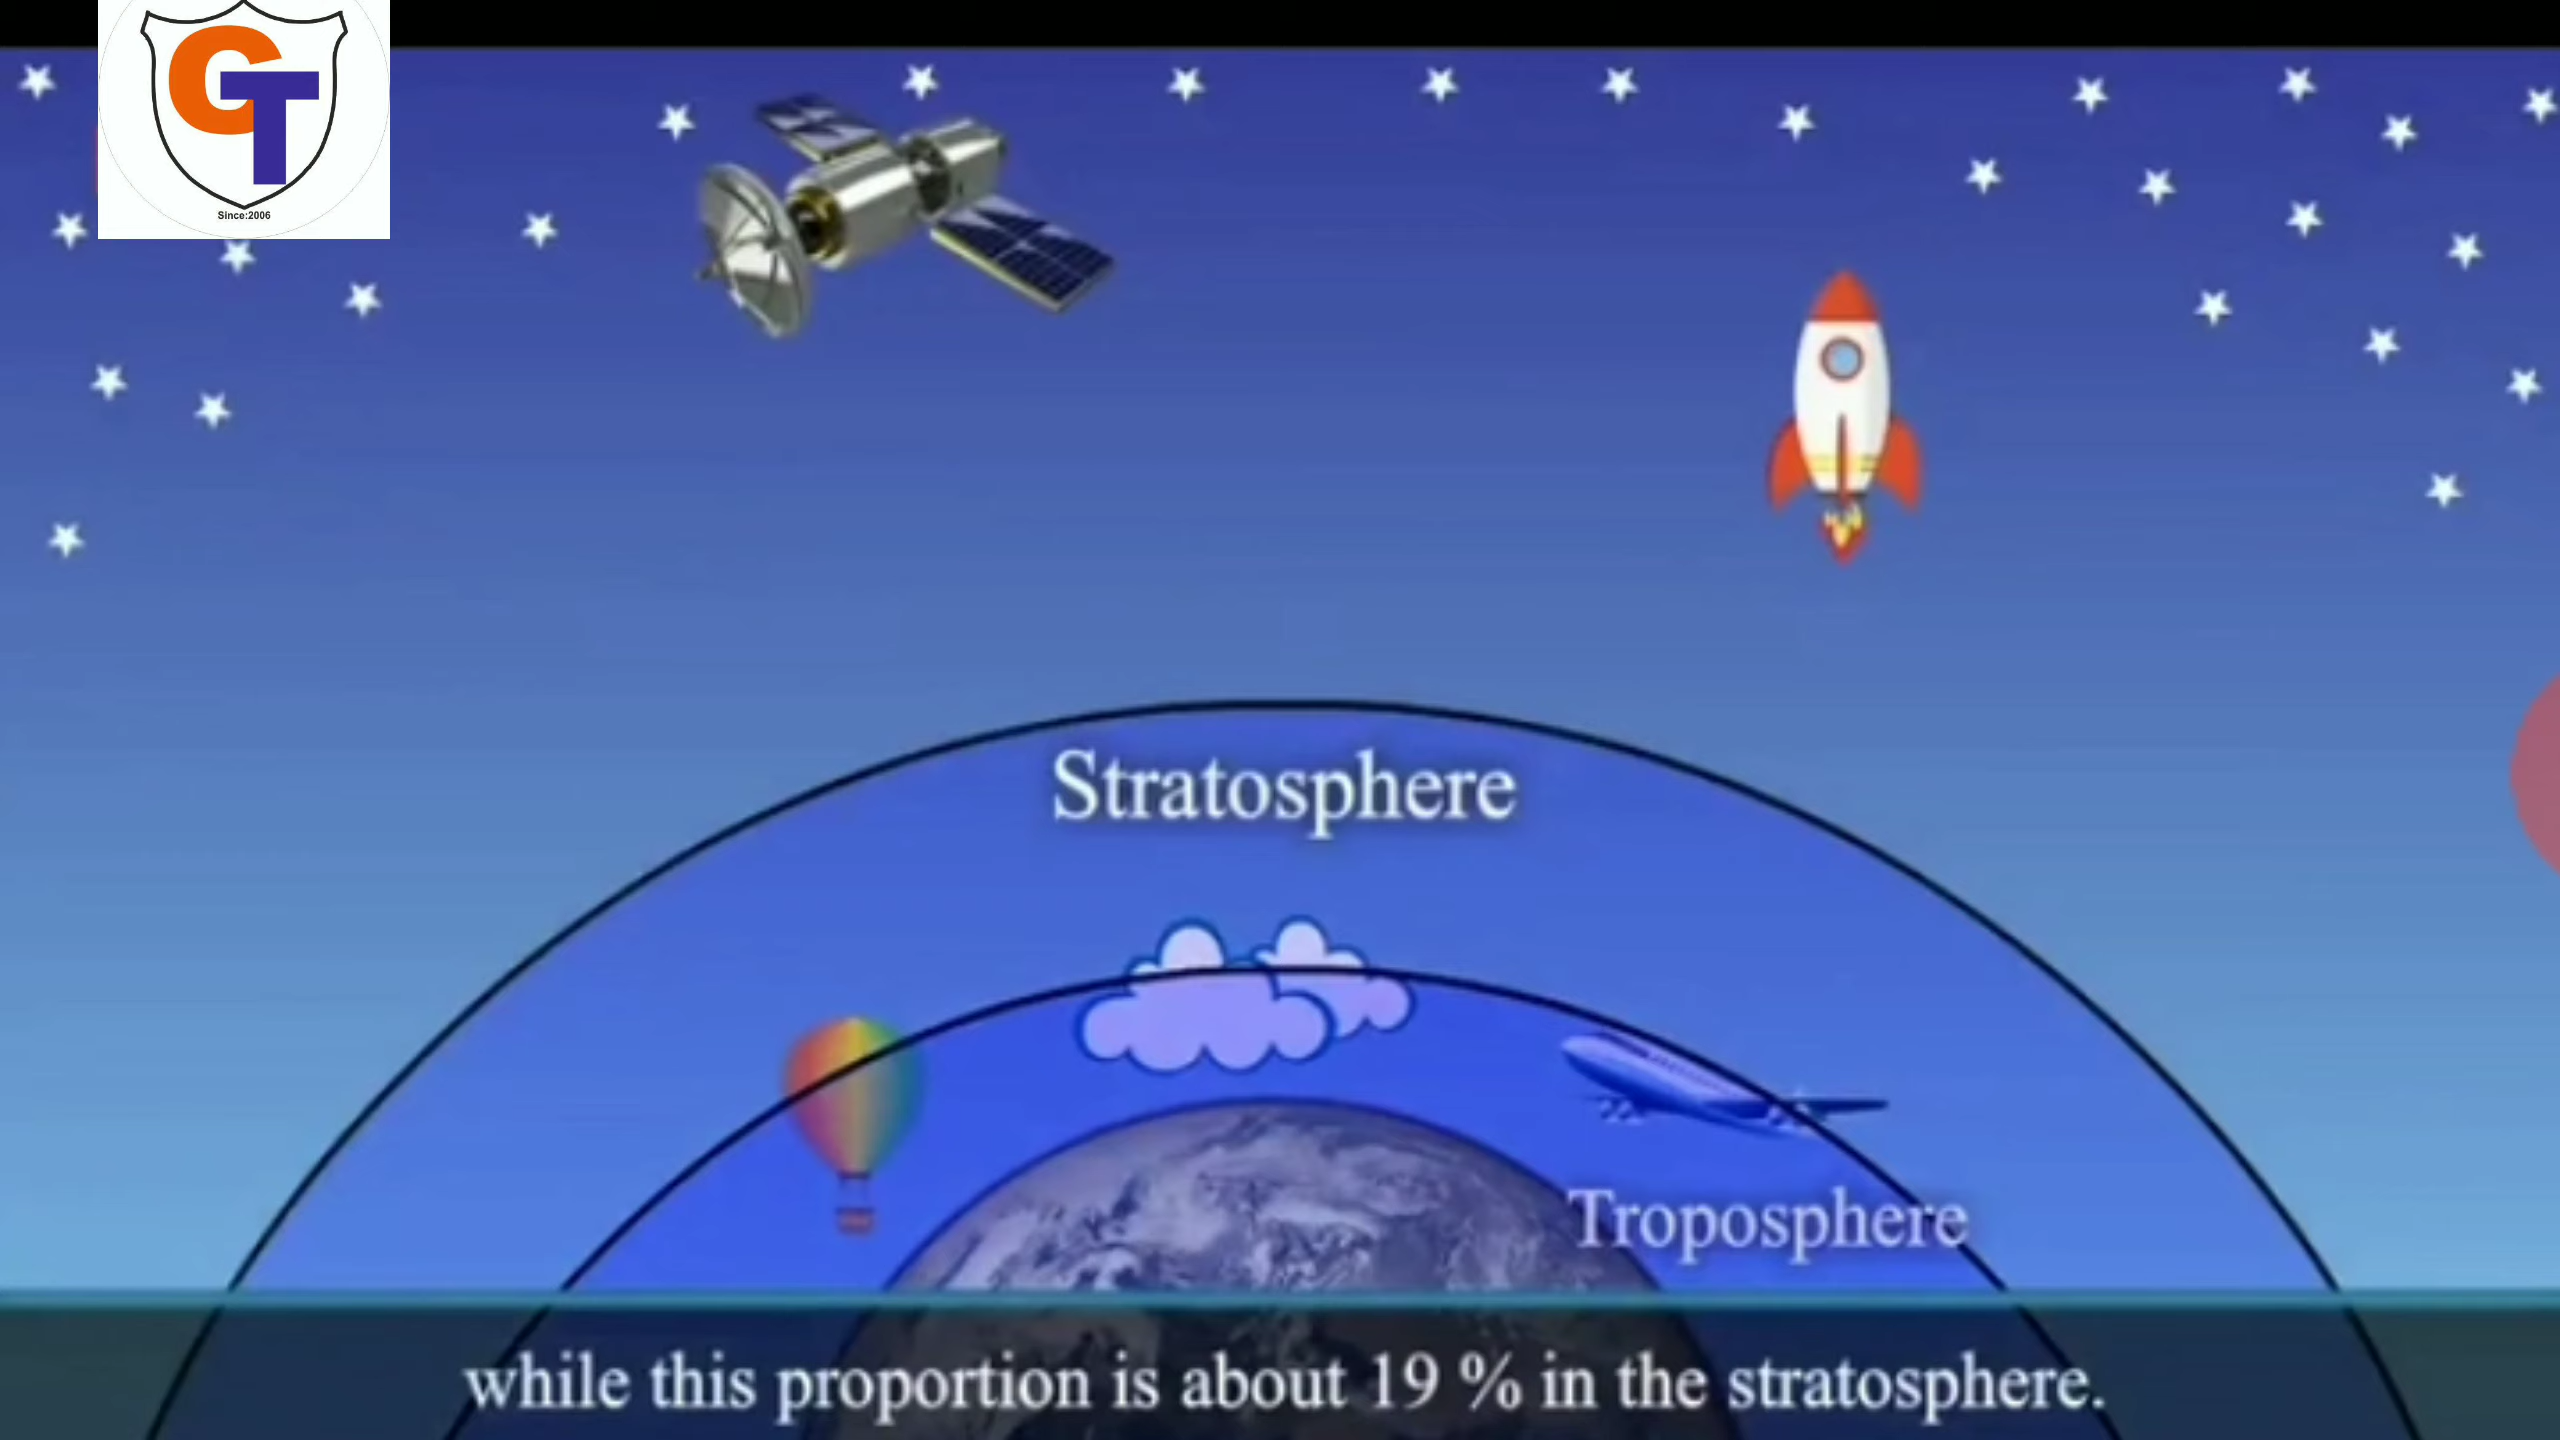 GT
Since:2006
Stratosphere
Troposphere
while this proportion is about 19 % in the stratosphere.